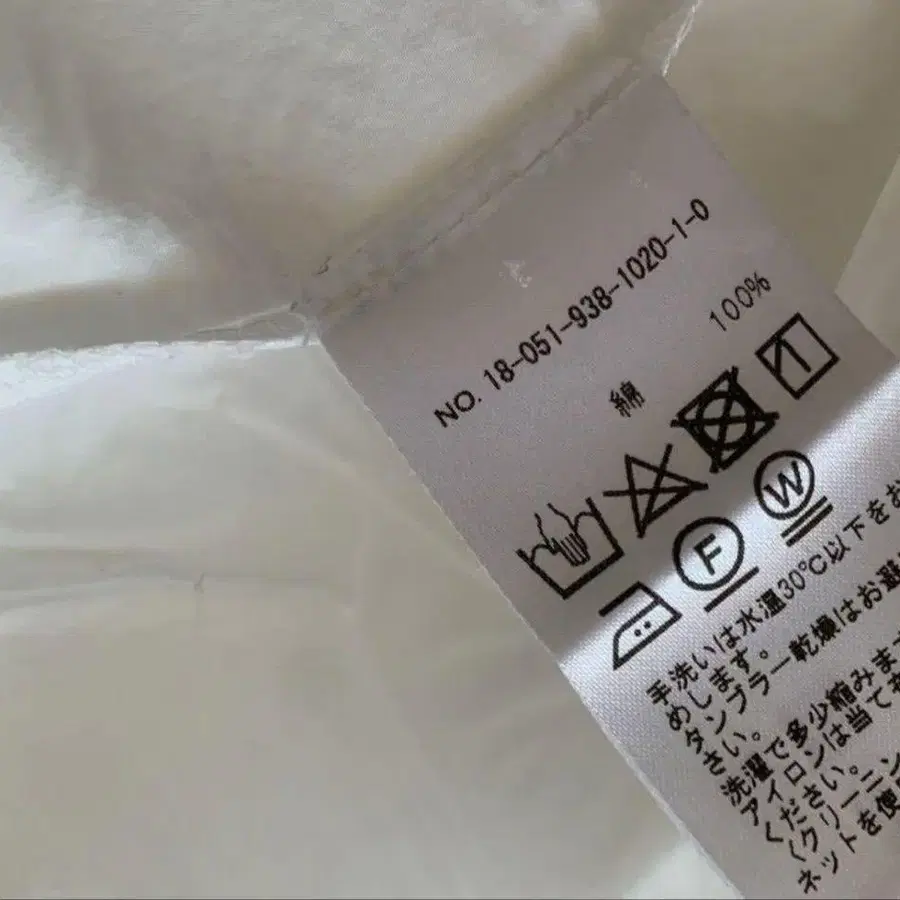 NO. 18-051-938-1020-1-0
綿 100%
F W
手洗いは水温30℃以下をお
めします。
タンブラー乾燥はお避
さい。
洗濯で多少縮みます
アイロンは当て布
ください。
〈クリーニン
ネットを使